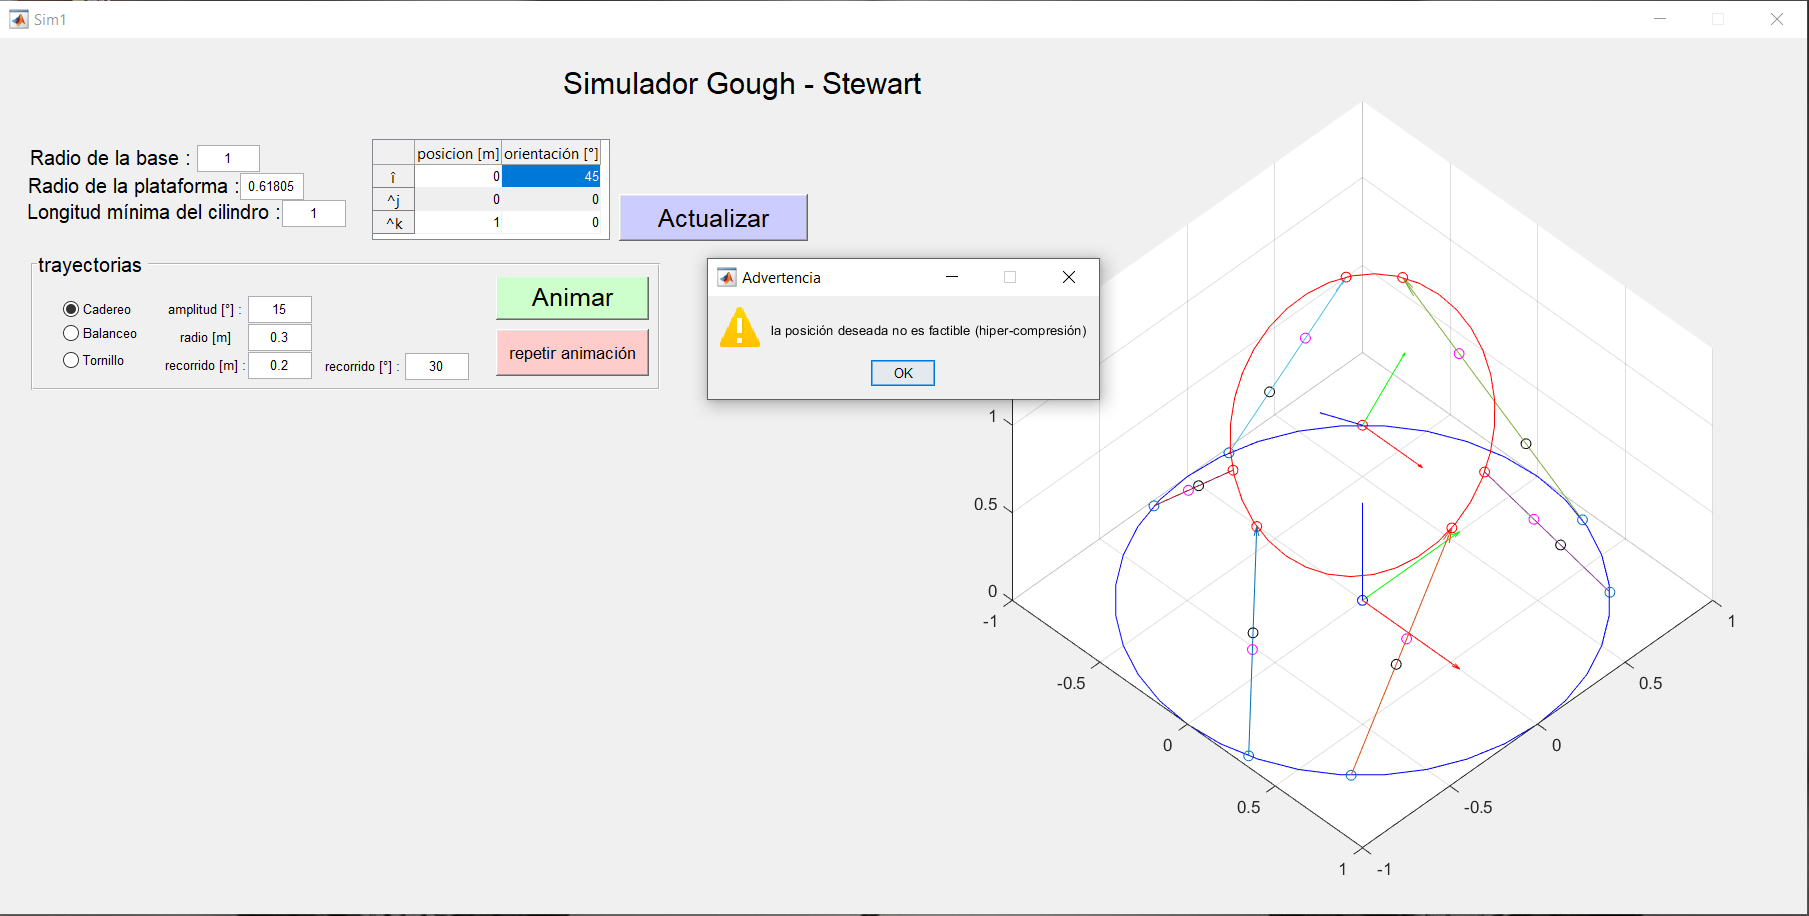 Sim1
Simulador Gough - Stewart
Radio de la base : 1
Radio de la plataforma : 0.61805
Longitud mínima del cilindro : 1
posicion [m] orientación [°]
î 0 45
^j 0 0
^k 1 0
Actualizar
trayectorias
Cadereo amplitud [°] : 15
Balanceo radio [m] 0.3
Tornillo recorrido [m] : 0.2 recorrido [°] : 30
Animar
repetir animación
Advertencia
la posición deseada no es factible (hiper-compresión)
OK
1
0.5
0
-1
-0.5
0
0.5
1
-1
-0.5
0
0.5
1